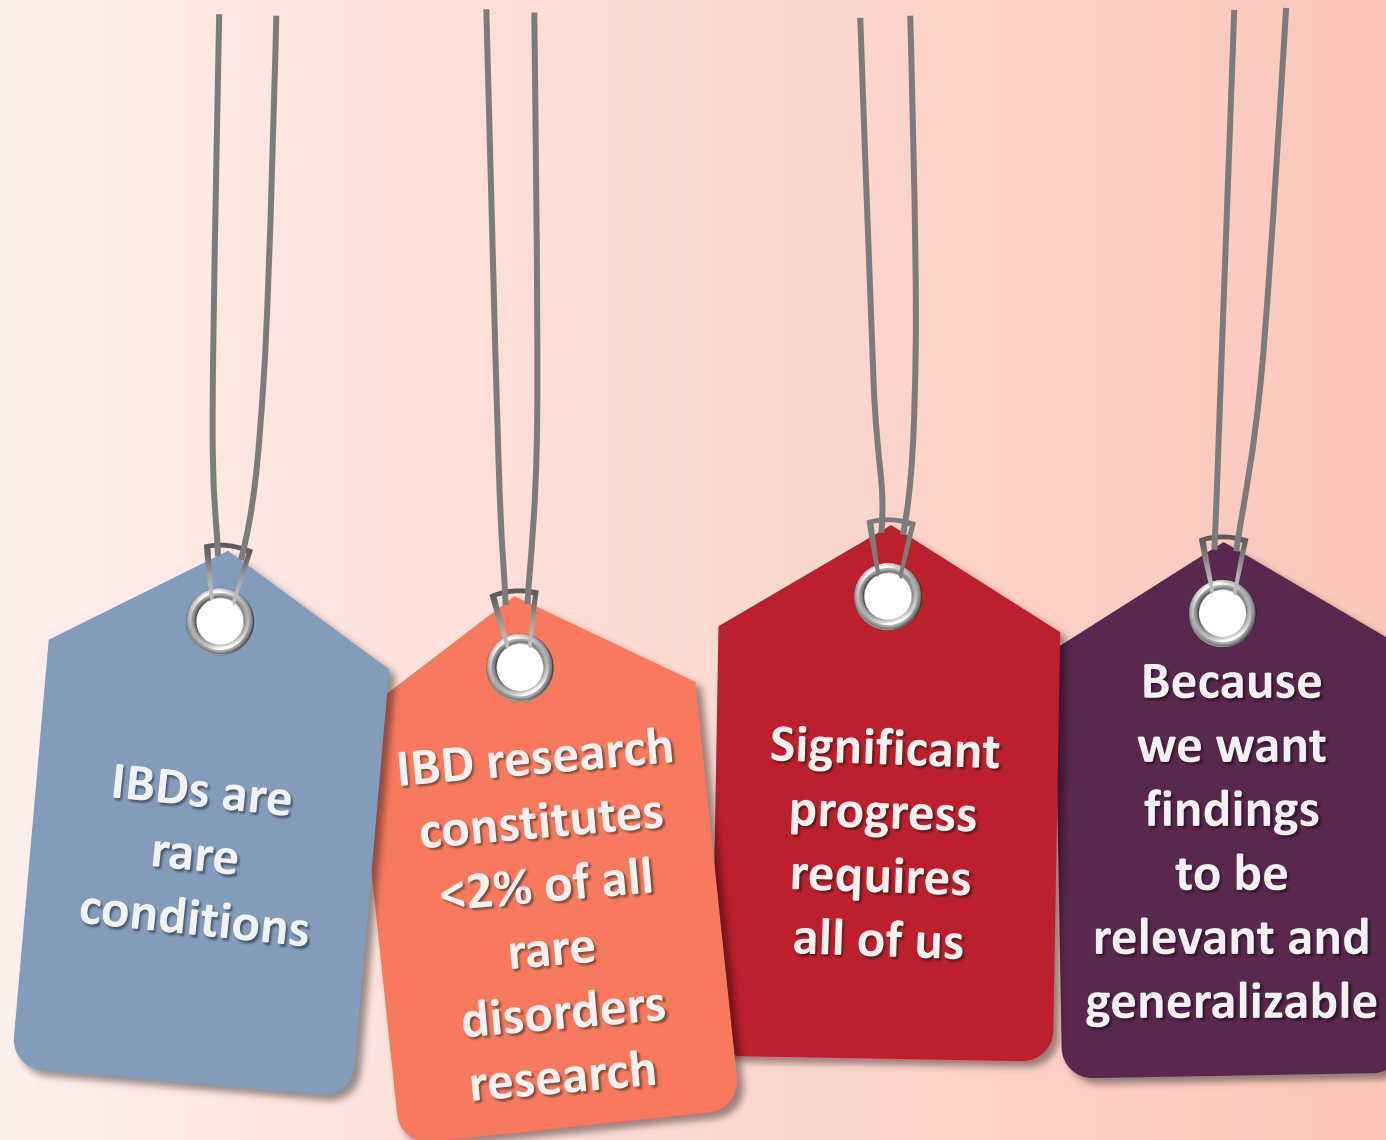 IBDs are
rare
conditions
IBD research
constitutes
<2% of all
rare
disorders
research
Significant
progress
requires
all of us
Because
we want
findings
to be
relevant and
generalizable